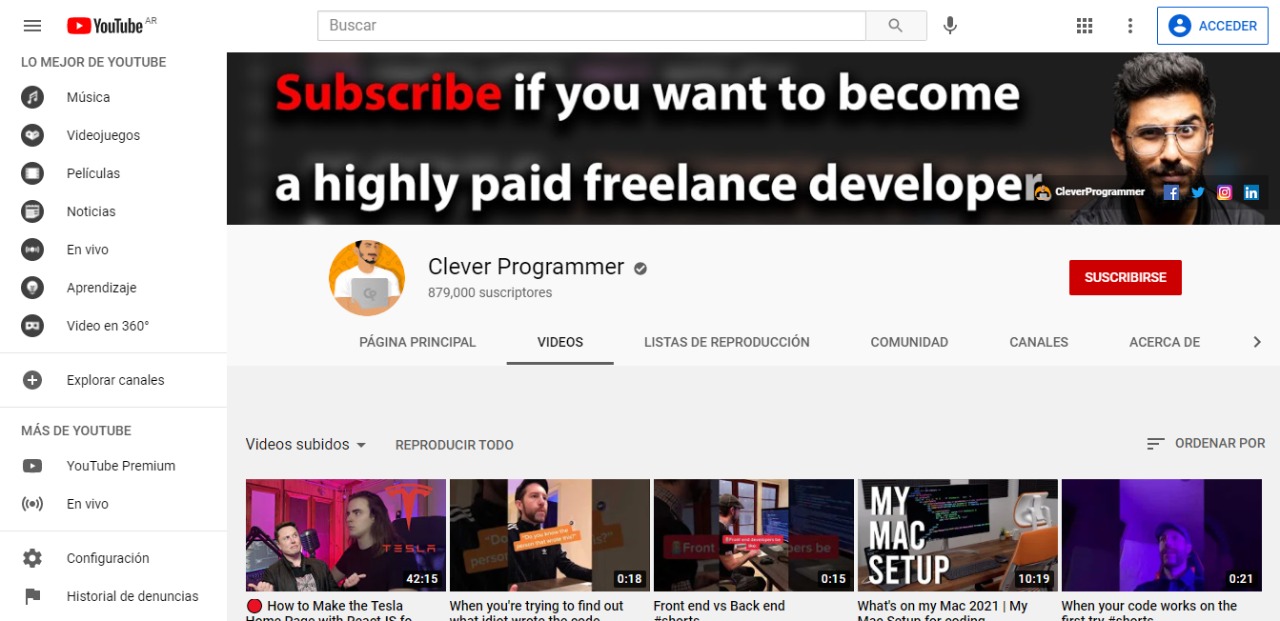 YouTube AR
Buscar
ACCEDER
LO MEJOR DE YOUTUBE
Música
Videojuegos
Películas
Noticias
En vivo
Aprendizaje
Video en 360°
Explorar canales
MÁS DE YOUTUBE
YouTube Premium
En vivo
Configuración
Historial de denuncias
Subscribe if you want to become
a highly paid freelance developer
CleverProgrammer
Clever Programmer
879,000 suscriptores
SUSCRIBIRSE
PÁGINA PRINCIPAL
VIDEOS
LISTAS DE REPRODUCCIÓN
COMUNIDAD
CANALES
ACERCA DE
Videos subidos
REPRODUCIR TODO
ORDENAR POR
TESLA
42:15
How to Make the Tesla
Home Page with React JS fo
"Do you know the
person that wrote this?"
0:18
When you're trying to find out
what idiot wrote the code
Front
Front end developers be
be
0:15
Front end vs Back end
#shorts
MY
MAC
SETUP
10:19
What's on my Mac 2021 | My
Mac Setup for coding
0:21
When your code works on the
first try #shorts